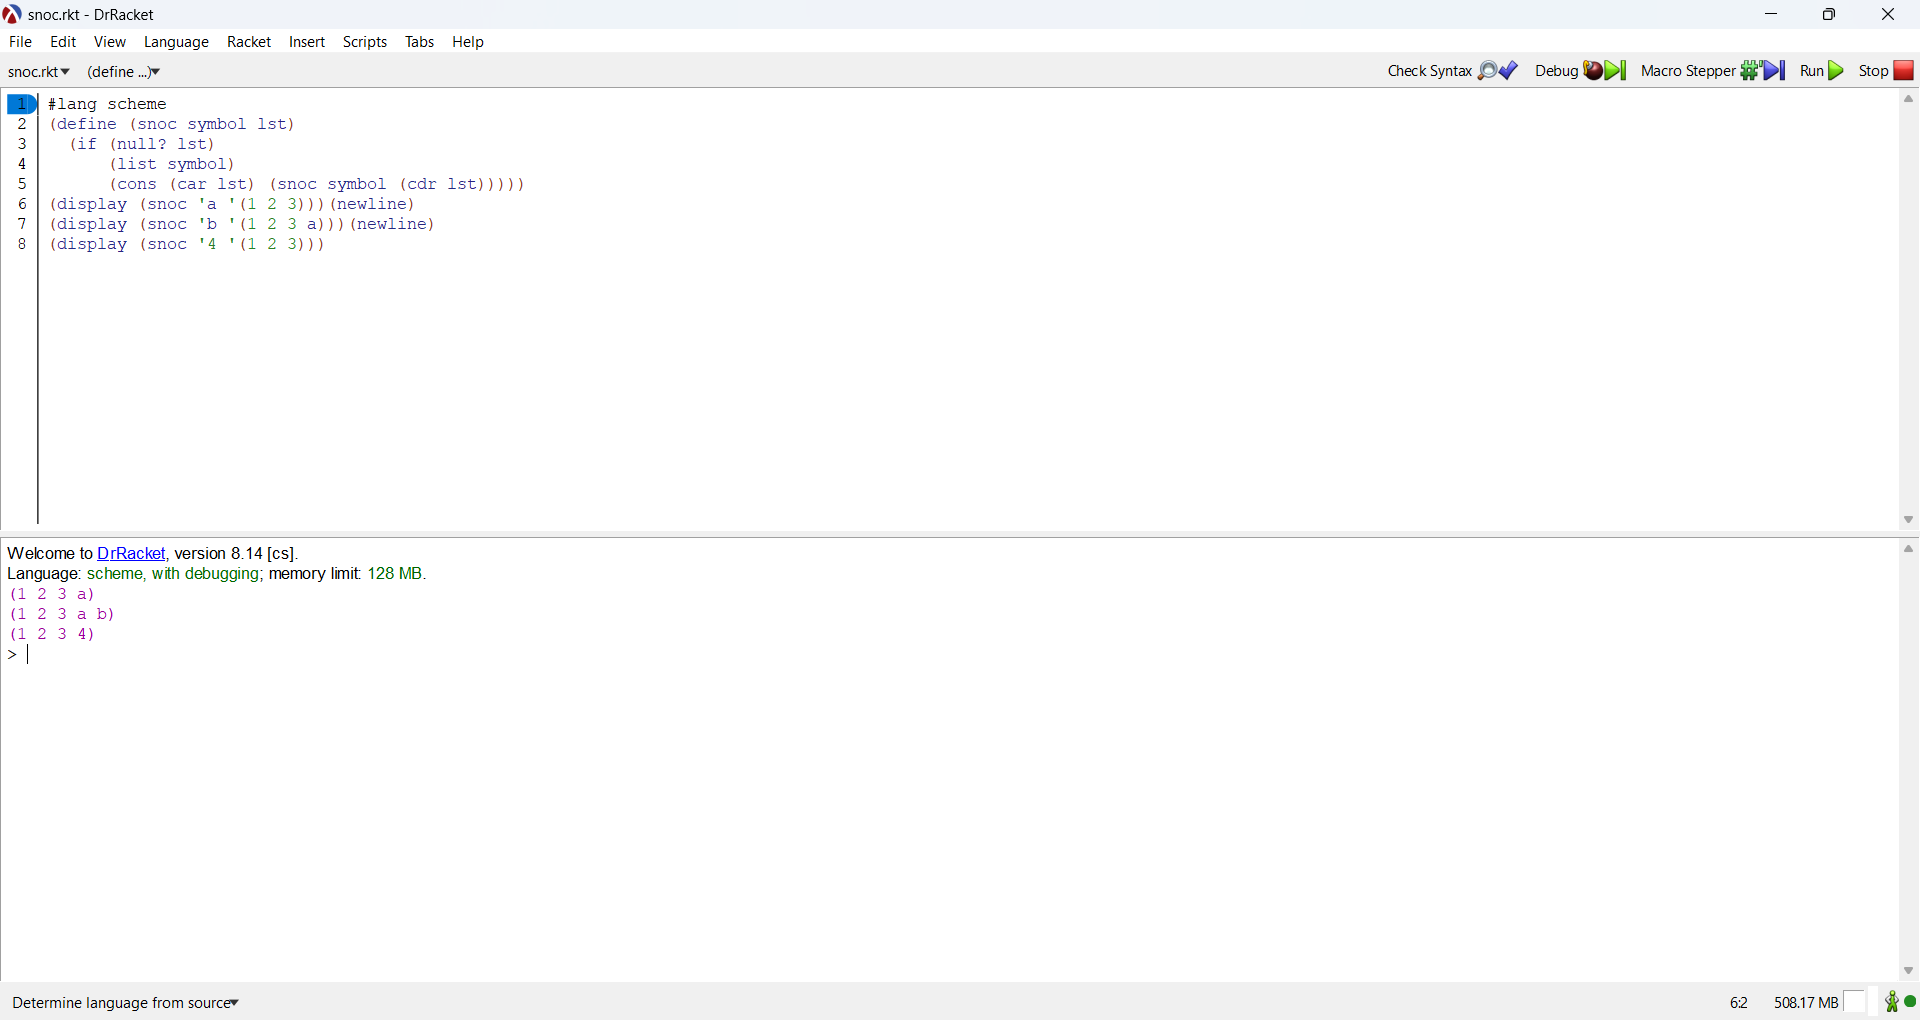 snoc.rkt - DrRacket
File Edit View Language Racket Insert Scripts Tabs Help
snoc.rkt (define ...) Check Syntax Debug Macro Stepper Run Stop
1 #lang scheme
2 (define (snoc symbol lst)
3   (if (null? lst)
4       (list symbol)
5       (cons (car lst) (snoc symbol (cdr lst)))))
6 (display (snoc 'a '(1 2 3)))(newline)
7 (display (snoc 'b '(1 2 3 a)))(newline)
8 (display (snoc '4 '(1 2 3)))
Welcome to DrRacket, version 8.14 [cs].
Language: scheme, with debugging; memory limit: 128 MB.
(1 2 3 a)
(1 2 3 a b)
(1 2 3 4)
>
Determine language from source 6:2 508.17 MB